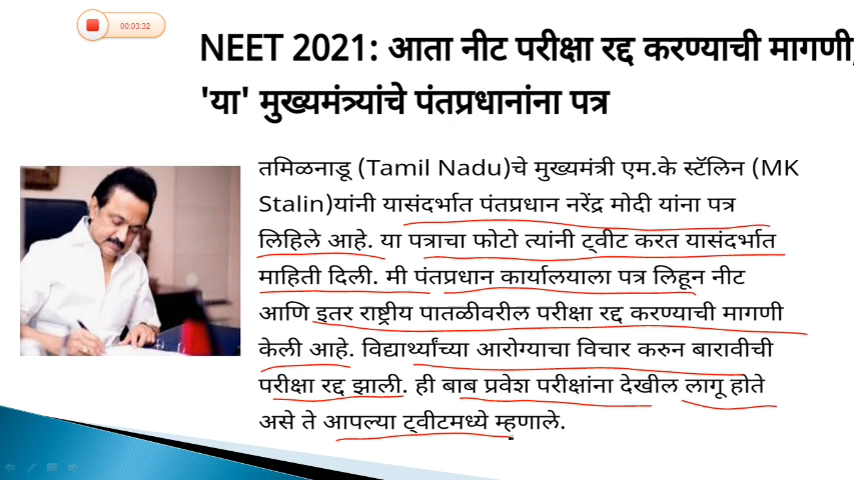 00:03:32
NEET 2021: आता नीट परीक्षा रद्द करण्याची मागणी,
'या' मुख्यमंत्र्यांचे पंतप्रधानांना पत्र
तमिळनाडू (Tamil Nadu)चे मुख्यमंत्री एम.के स्टॅलिन (MK
Stalin)यांनी यासंदर्भात पंतप्रधान नरेंद्र मोदी यांना पत्र
लिहिले आहे. या पत्राचा फोटो त्यांनी ट्वीट करत यासंदर्भात
माहिती दिली. मी पंतप्रधान कार्यालयाला पत्र लिहून नीट
आणि इतर राष्ट्रीय पातळीवरील परीक्षा रद्द करण्याची मागणी
केली आहे. विद्यार्थ्यांच्या आरोग्याचा विचार करुन बारावीची
परीक्षा रद्द झाली. ही बाब प्रवेश परीक्षांना देखील लागू होते
असे ते आपल्या ट्वीटमध्ये म्हणाले.